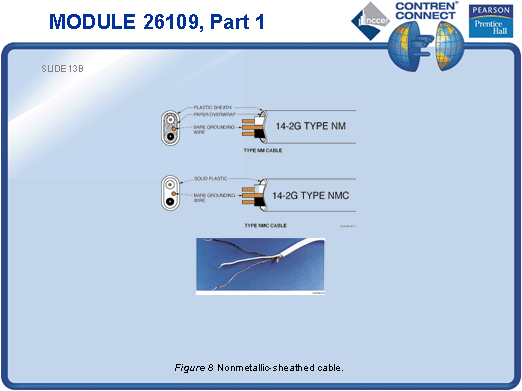 MODULE 26109, Part 1
nccer
CONTREN®
CONNECT
PEARSON
Prentice
Hall
SLIDE 13B
PLASTIC SHEATH
PAPER OVERWRAP
BARE GROUNDING
WIRE
14-2G TYPE NM
TYPE NM CABLE
SOLID PLASTIC
BARE GROUNDING
WIRE
14-2G TYPE NMC
TYPE NMC CABLE
Figure 8 Nonmetallic-sheathed cable.